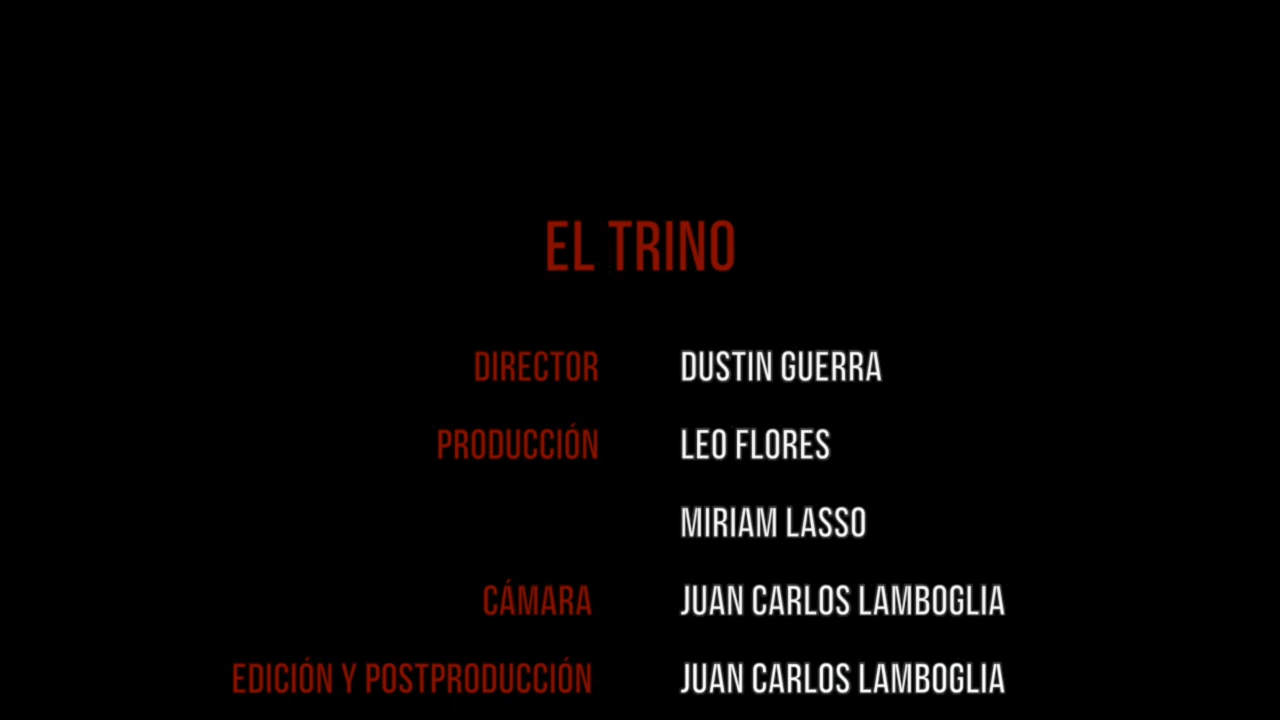 EL TRINO
DIRECTOR DUSTIN GUERRA
PRODUCCIÓN LEO FLORES
MIRIAM LASSO
CÁMARA JUAN CARLOS LAMBOGLIA
EDICIÓN Y POSTPRODUCCIÓN JUAN CARLOS LAMBOGLIA